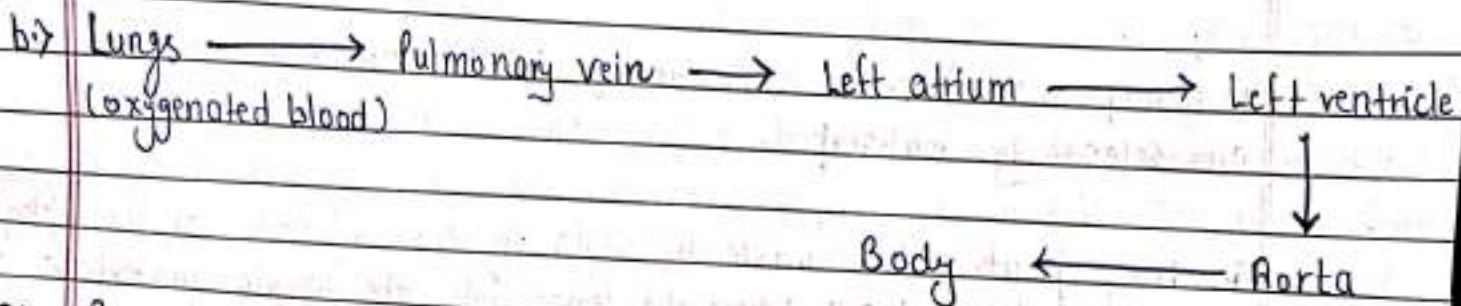 b.) Lungs → Pulmonary vein → Left atrium → Left ventricle
(oxygenated blood)
↓
Body ← Aorta